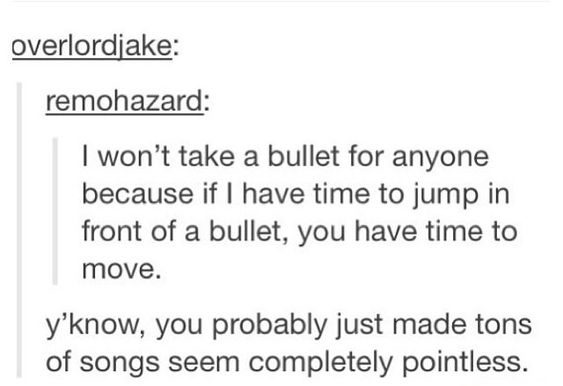 overlordjake:
remohazard:
I won’t take a bullet for anyone
because if I have time to jump in
front of a bullet, you have time to
move.
y’know, you probably just made tons
of songs seem completely pointless.